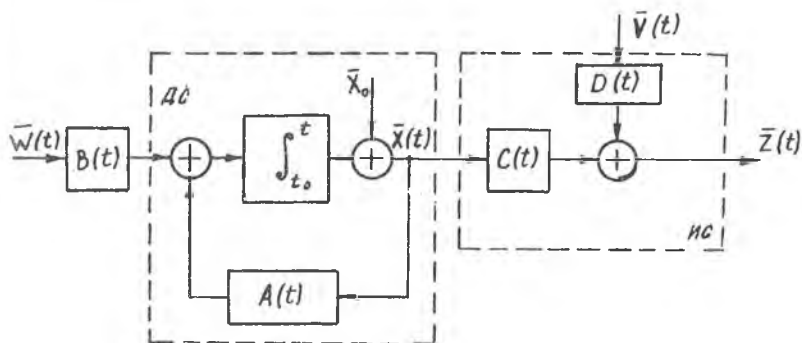 V̄(t)
ДС
X̄₀
D(t)
W̄(t)
B(t)
+
∫ t t₀
+
X̄(t)
C(t)
+
Z̄(t)
A(t)
ИС